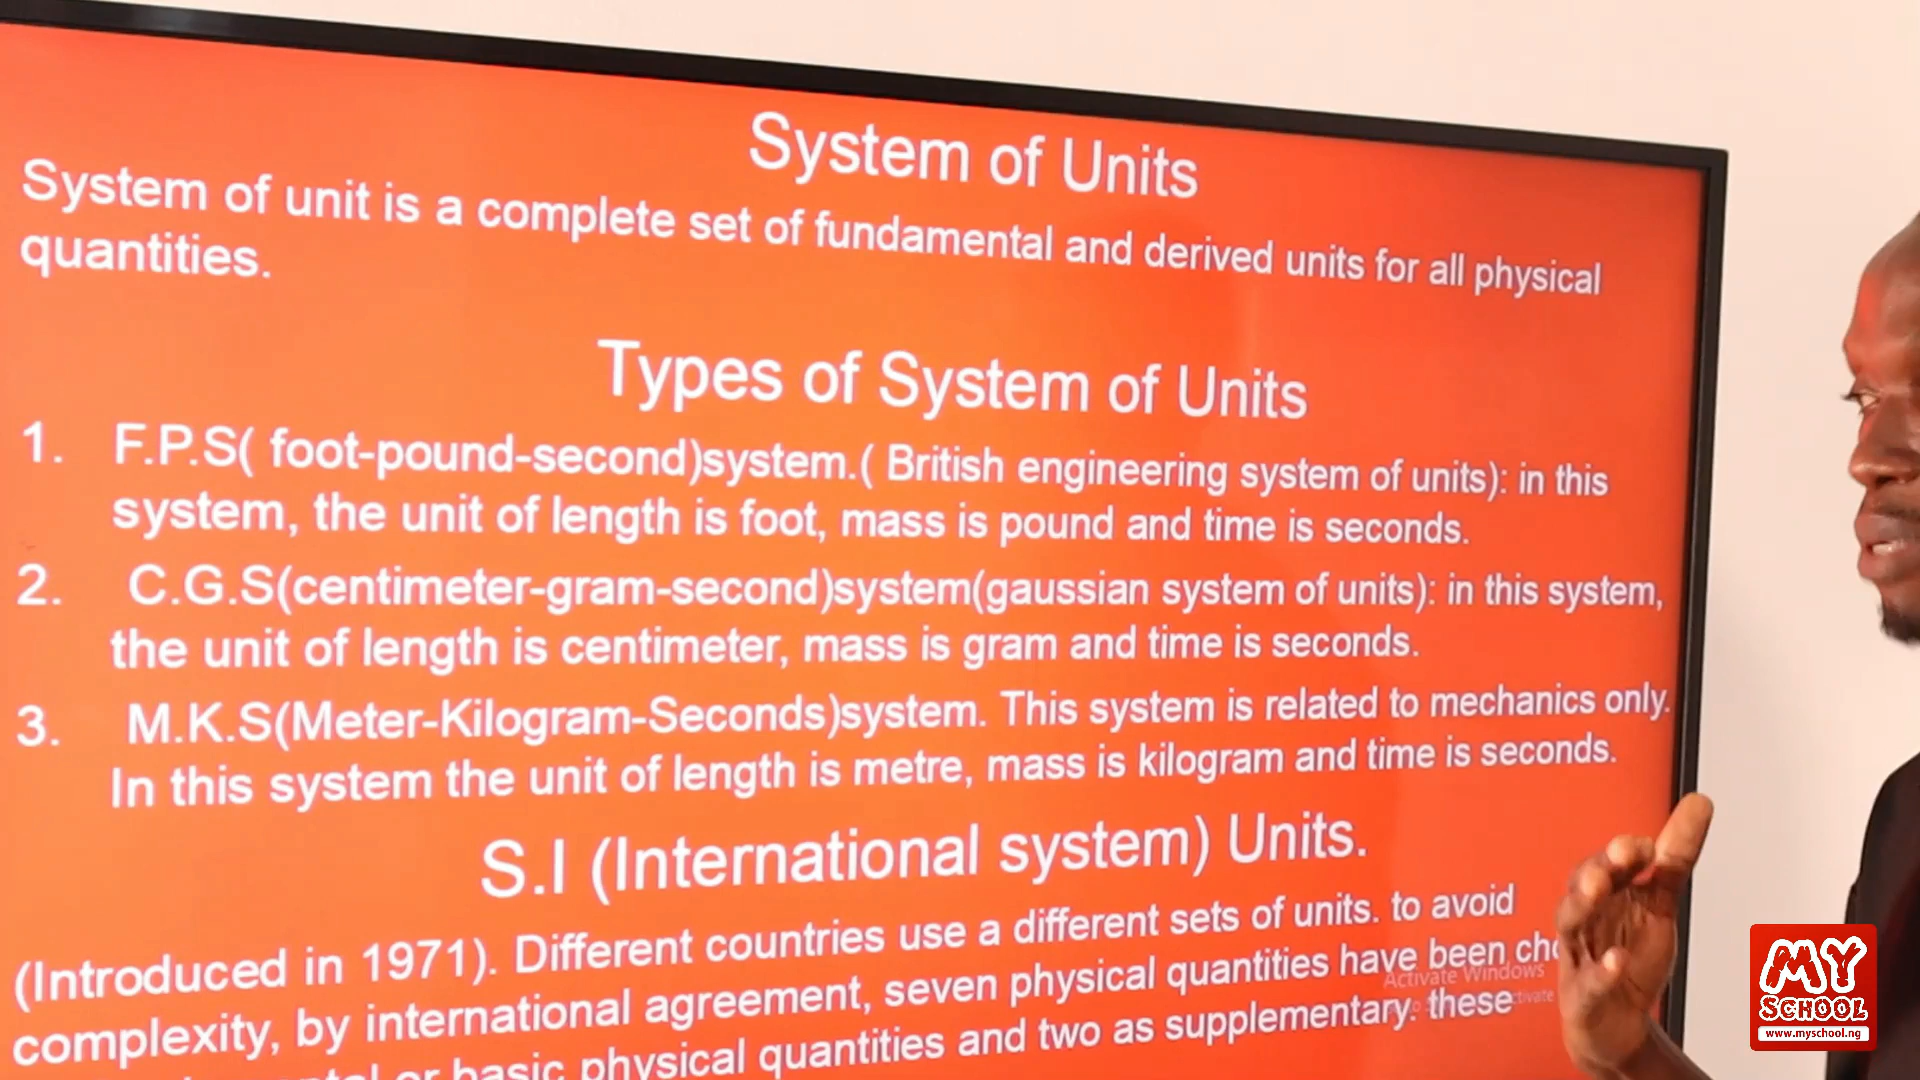 System of Units
System of unit is a complete set of fundamental and derived units for all physical
quantities.
Types of System of Units
1. F.P.S( foot-pound-second)system.( British engineering system of units): in this
system, the unit of length is foot, mass is pound and time is seconds.
2. C.G.S(centimeter-gram-second)system(gaussian system of units): in this system,
the unit of length is centimeter, mass is gram and time is seconds.
3. M.K.S(Meter-Kilogram-Seconds)system. This system is related to mechanics only.
In this system the unit of length is metre, mass is kilogram and time is seconds.
S.I (International system) Units.
(Introduced in 1971). Different countries use a different sets of units. to avoid
complexity, by international agreement, seven physical quantities have been
or basic physical quantities and two as supplementary. these
Activate Windows
MY
SCHOOL
www.myschool.ng